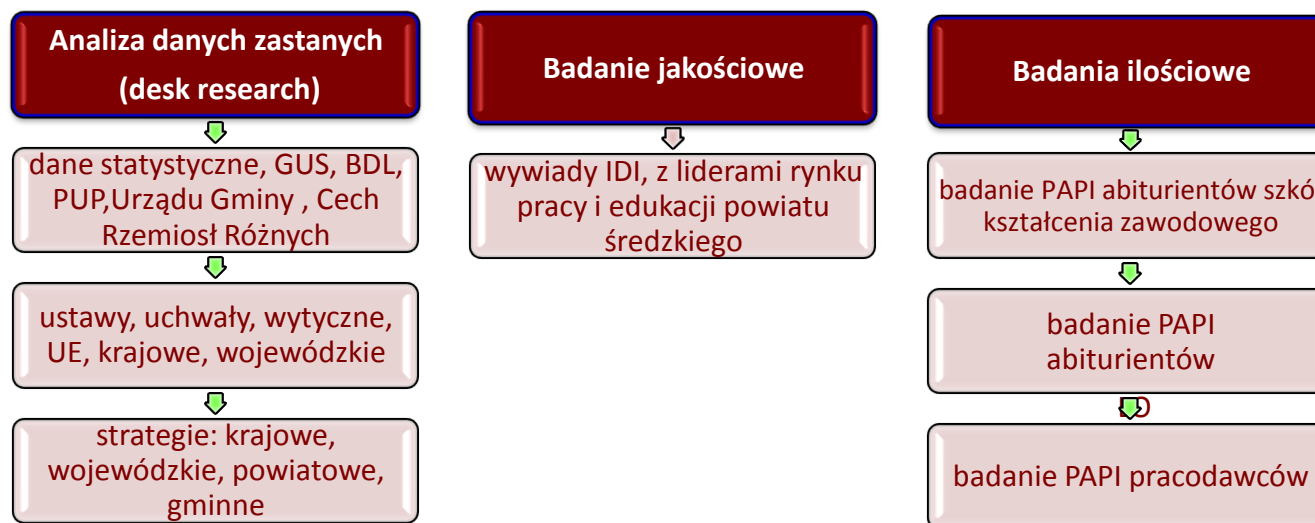 Analiza danych zastanych
(desk research)
dane statystyczne, GUS, BDL,
PUP,Urządu Gminy , Cech
Rzemiosł Różnych
ustawy, uchwały, wytyczne,
UE, krajowe, wojewódzkie
strategie: krajowe,
wojewódzkie, powiatowe,
gminne
Badanie jakościowe
wywiady IDI, z liderami rynku
pracy i edukacji powiatu
średzkiego
Badania ilościowe
badanie PAPI abiturientów szkó
kształcenia zawodowego
badanie PAPI
abiturientów
badanie PAPI pracodawców